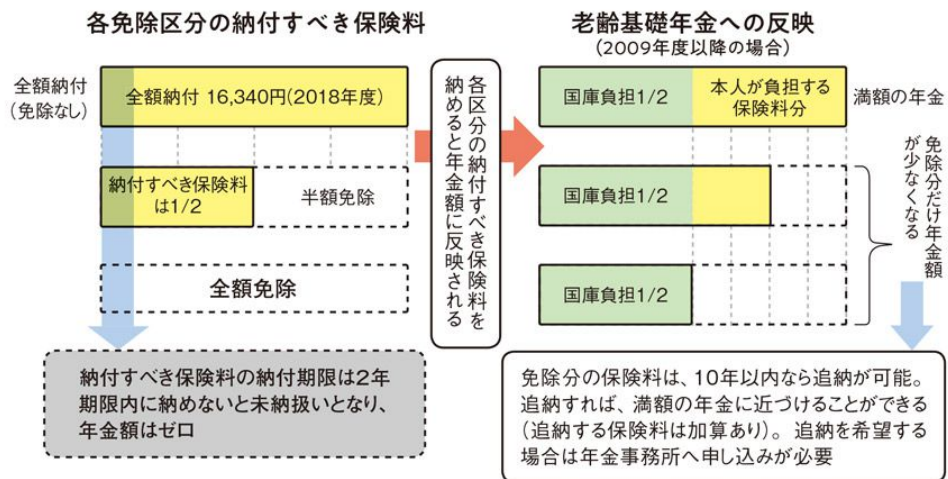 各免除区分の納付すべき保険料
全額納付
(免除なし)
全額納付 16,340円(2018年度)
納付すべき保険料
は1/2
半額免除
全額免除
納付すべき保険料の納付期限は2年
期限内に納めないと未納扱いとなり、
年金額はゼロ
各区分の納付すべき保険料を
納めると年金額に反映される
老齢基礎年金への反映
(2009年度以降の場合)
国庫負担1/2
本人が負担する
保険料分
満額の年金
国庫負担1/2
国庫負担1/2
免除分だけ年金額
が少なくなる
免除分の保険料は、10年以内なら追納が可能。
追納すれば、満額の年金に近づけることができる
(追納する保険料は加算あり)。追納を希望する
場合は年金事務所へ申し込みが必要